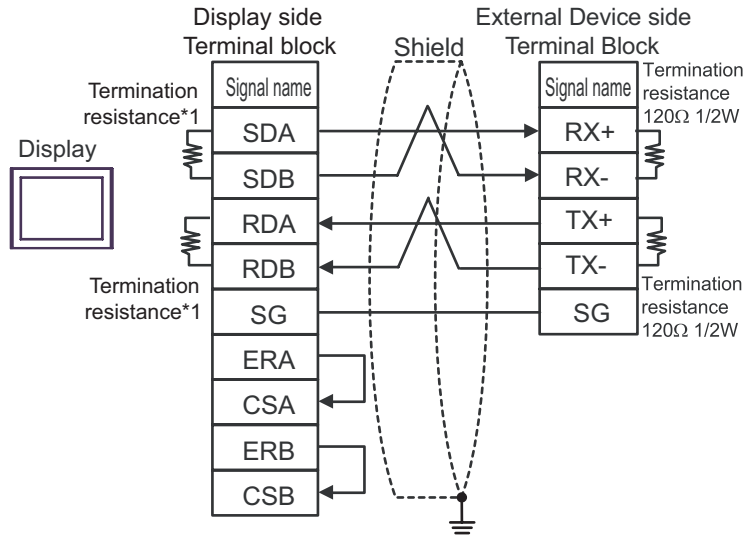 Display side
Terminal block
Shield
External Device side
Terminal Block
Termination
resistance*1
Display
Termination
resistance*1
Signal name
SDA
SDB
RDA
RDB
SG
ERA
CSA
ERB
CSB
Signal name
RX+
RX-
TX+
TX-
SG
Termination
resistance
120Ω 1/2W
Termination
resistance
120Ω 1/2W